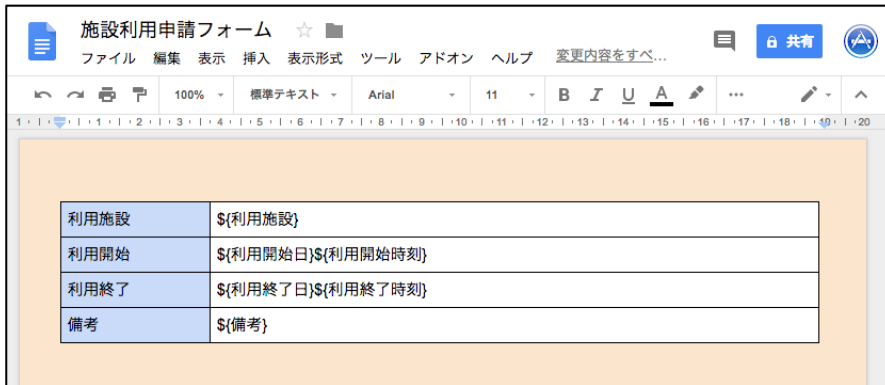 施設利用申請フォーム
ファイル 編集 表示 挿入 表示形式 ツール アドオン ヘルプ 変更内容をすべ...
共有
100% 標準テキスト Arial 11 B I U A ...
1 1 2 3 4 5 6 7 8 9 10 11 12 13 14 15 16 17 18 19 20
利用施設 ${利用施設}
利用開始 ${利用開始日}${利用開始時刻}
利用終了 ${利用終了日}${利用終了時刻}
備考 ${備考}